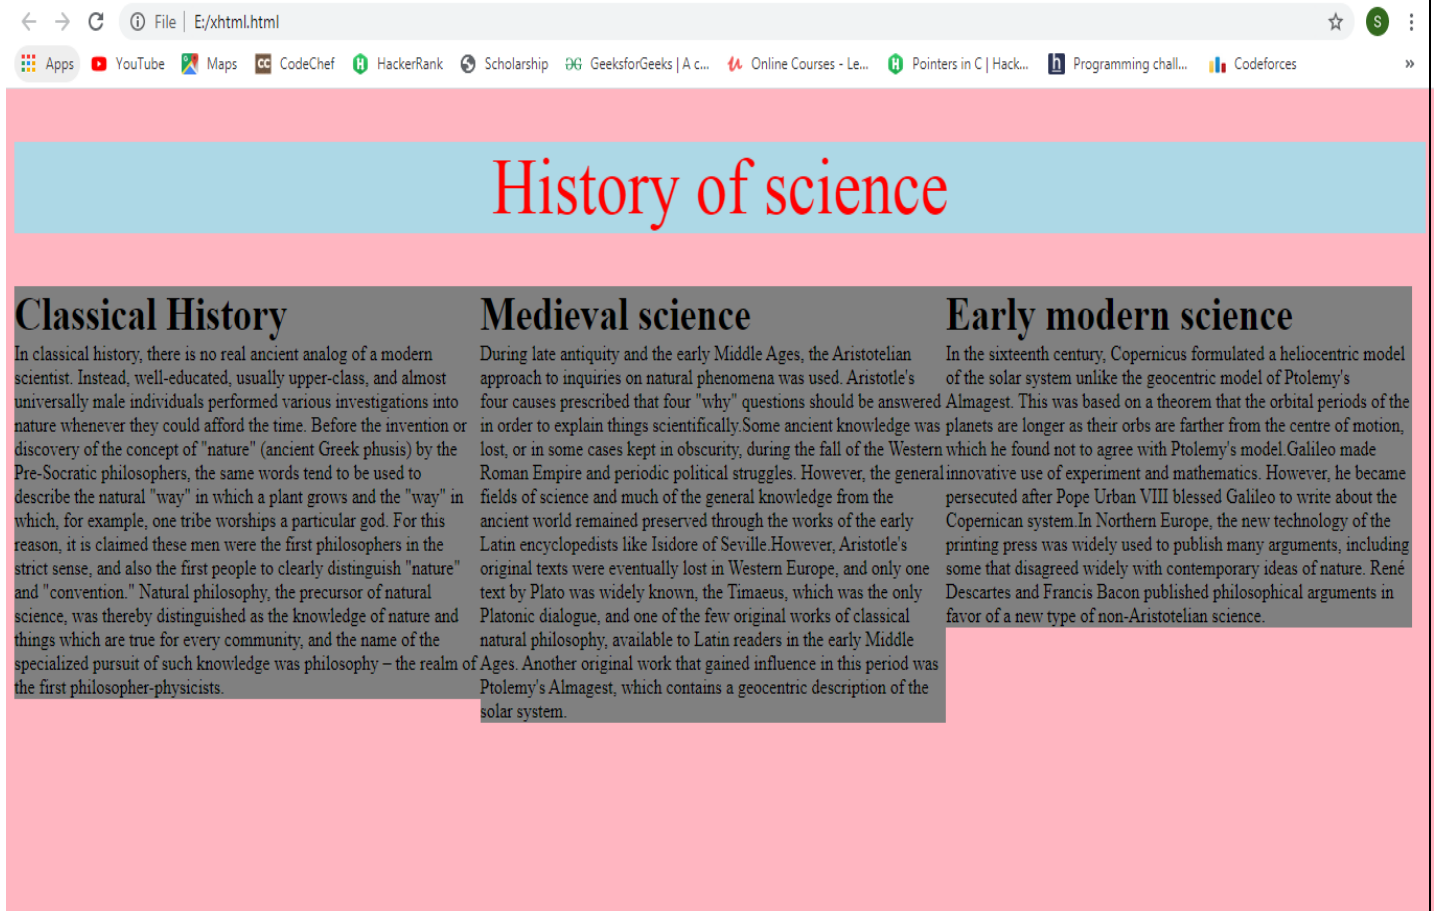 File | E:/xhtml.html
S
Apps YouTube Maps CC CodeChef HackerRank Scholarship GeeksforGeeks | A c... Online Courses - Le... Pointers in C | Hack... h Programming chall... Codeforces »
History of science
Classical History
In classical history, there is no real ancient analog of a modern
scientist. Instead, well-educated, usually upper-class, and almost
universally male individuals performed various investigations into
nature whenever they could afford the time. Before the invention or
discovery of the concept of "nature" (ancient Greek phusis) by the
Pre-Socratic philosophers, the same words tend to be used to
describe the natural "way" in which a plant grows and the "way" in
which, for example, one tribe worships a particular god. For this
reason, it is claimed these men were the first philosophers in the
strict sense, and also the first people to clearly distinguish "nature"
and "convention." Natural philosophy, the precursor of natural
science, was thereby distinguished as the knowledge of nature and
things which are true for every community, and the name of the
specialized pursuit of such knowledge was philosophy – the realm of
the first philosopher-physicists.
Medieval science
During late antiquity and the early Middle Ages, the Aristotelian
approach to inquiries on natural phenomena was used. Aristotle's
four causes prescribed that four "why" questions should be answered
in order to explain things scientifically.Some ancient knowledge was
lost, or in some cases kept in obscurity, during the fall of the Western
Roman Empire and periodic political struggles. However, the general
fields of science and much of the general knowledge from the
ancient world remained preserved through the works of the early
Latin encyclopedists like Isidore of Seville.However, Aristotle's
original texts were eventually lost in Western Europe, and only one
text by Plato was widely known, the Timaeus, which was the only
Platonic dialogue, and one of the few original works of classical
natural philosophy, available to Latin readers in the early Middle
Ages. Another original work that gained influence in this period was
Ptolemy's Almagest, which contains a geocentric description of the
solar system.
Early modern science
In the sixteenth century, Copernicus formulated a heliocentric model
of the solar system unlike the geocentric model of Ptolemy's
Almagest. This was based on a theorem that the orbital periods of the
planets are longer as their orbs are farther from the centre of motion,
which he found not to agree with Ptolemy's model.Galileo made
innovative use of experiment and mathematics. However, he became
persecuted after Pope Urban VIII blessed Galileo to write about the
Copernican system.In Northern Europe, the new technology of the
printing press was widely used to publish many arguments, including
some that disagreed widely with contemporary ideas of nature. René
Descartes and Francis Bacon published philosophical arguments in
favor of a new type of non-Aristotelian science.